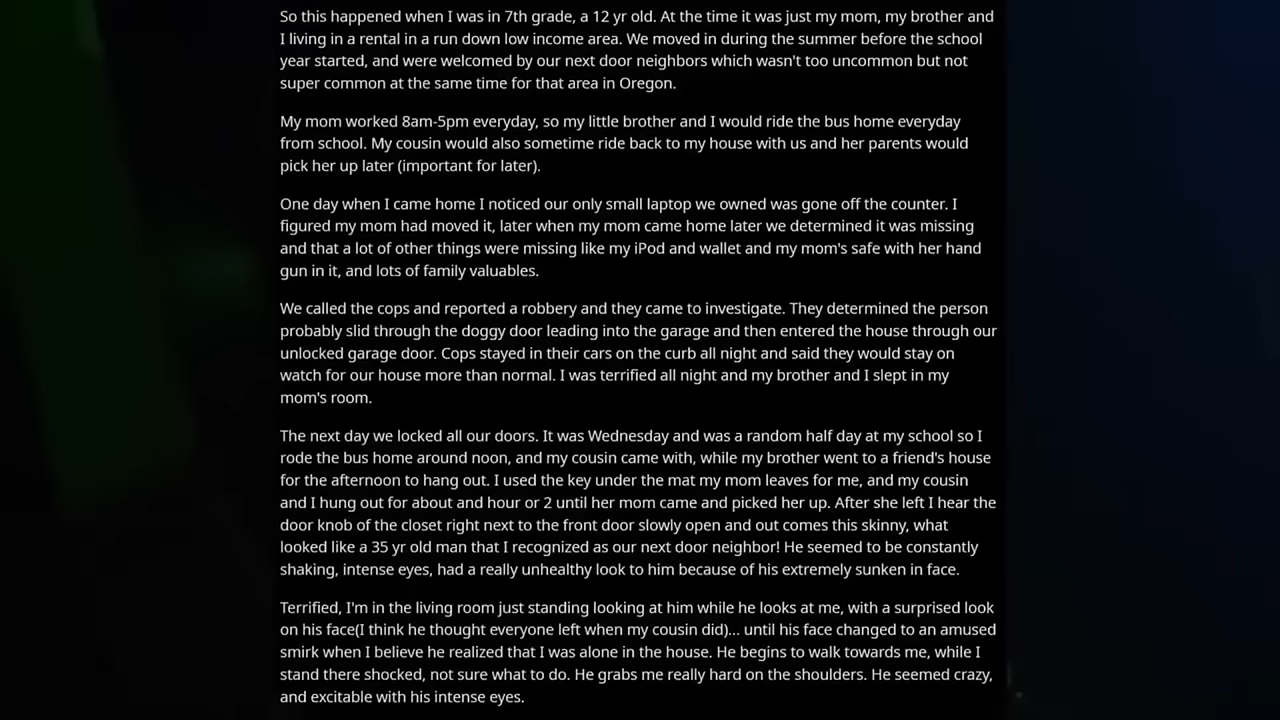 So this happened when I was in 7th grade, a 12 yr old. At the time it was just my mom, my brother and
I living in a rental in a run down low income area. We moved in during the summer before the school
year started, and were welcomed by our next door neighbors which wasn't too uncommon but not
super common at the same time for that area in Oregon.
My mom worked 8am-5pm everyday, so my little brother and I would ride the bus home everyday
from school. My cousin would also sometime ride back to my house with us and her parents would
pick her up later (important for later).
One day when I came home I noticed our only small laptop we owned was gone off the counter. I
figured my mom had moved it, later when my mom came home later we determined it was missing
and that a lot of other things were missing like my iPod and wallet and my mom's safe with her hand
gun in it, and lots of family valuables.
We called the cops and reported a robbery and they came to investigate. They determined the person
probably slid through the doggy door leading into the garage and then entered the house through our
unlocked garage door. Cops stayed in their cars on the curb all night and said they would stay on
watch for our house more than normal. I was terrified all night and my brother and I slept in my
mom's room.
The next day we locked all our doors. It was Wednesday and was a random half day at my school so I
rode the bus home around noon, and my cousin came with, while my brother went to a friend's house
for the afternoon to hang out. I used the key under the mat my mom leaves for me, and my cousin
and I hung out for about and hour or 2 until her mom came and picked her up. After she left I hear the
door knob of the closet right next to the front door slowly open and out comes this skinny, what
looked like a 35 yr old man that I recognized as our next door neighbor! He seemed to be constantly
shaking, intense eyes, had a really unhealthy look to him because of his extremely sunken in face.
Terrified, I'm in the living room just standing looking at him while he looks at me, with a surprised look
on his face(I think he thought everyone left when my cousin did)... until his face changed to an amused
smirk when I believe he realized that I was alone in the house. He begins to walk towards me, while I
stand there shocked, not sure what to do. He grabs me really hard on the shoulders. He seemed crazy,
and excitable with his intense eyes.